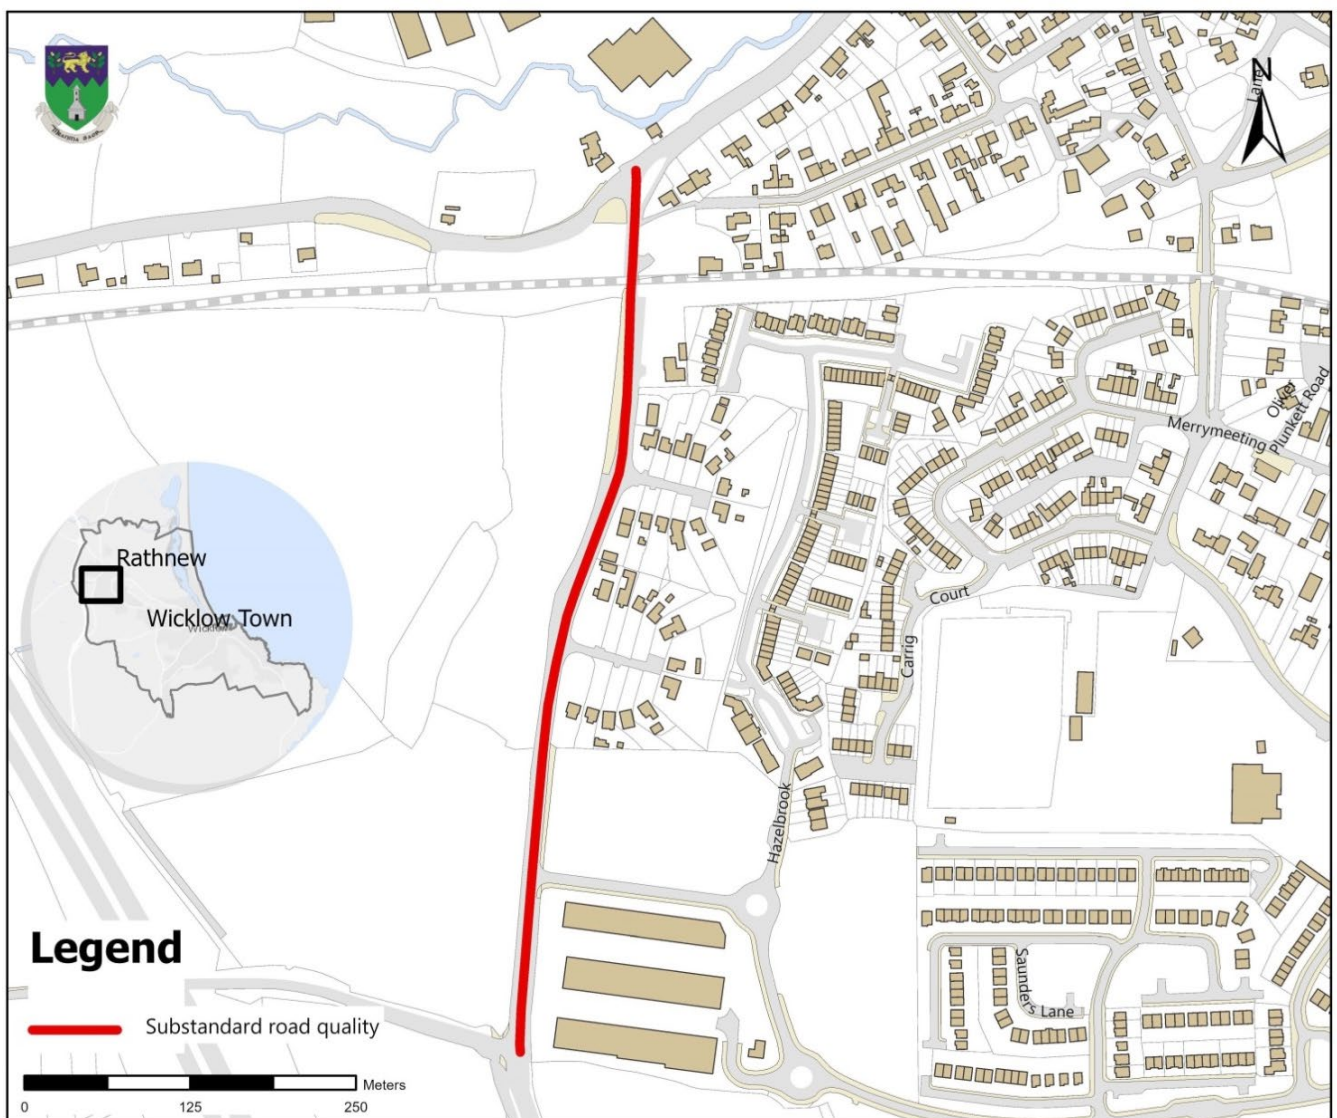 N
Lane
Oliver
Plunkett Road
Merrymeeting
Rathnew
Wicklow Town
Wicklow
Court
Carrig
Hazelbrook
Saunders Lane
Legend
Substandard road quality
Meters
0 125 250